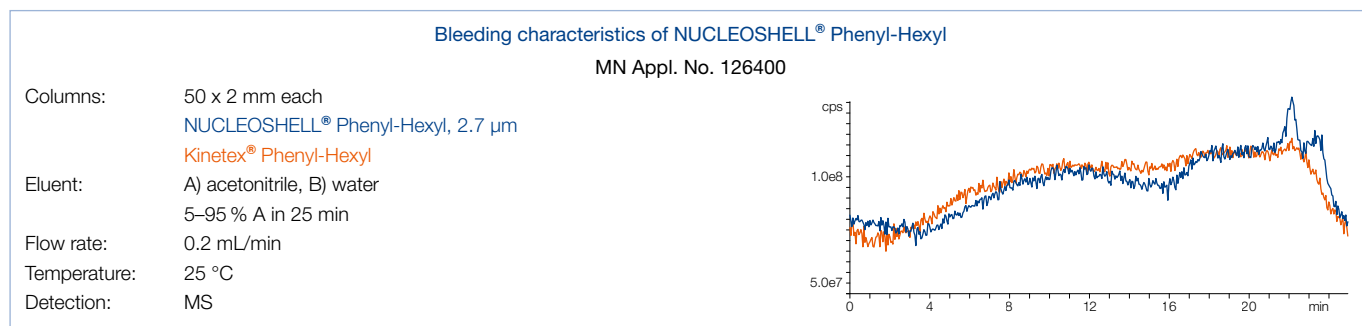 Bleeding characteristics of NUCLEOSHELL® Phenyl-Hexyl
MN Appl. No. 126400
Columns: 50 x 2 mm each
NUCLEOSHELL® Phenyl-Hexyl, 2.7 µm
Kinetex® Phenyl-Hexyl
Eluent: A) acetonitrile, B) water
5–95 % A in 25 min
Flow rate: 0.2 mL/min
Temperature: 25 °C
Detection: MS
cps
1.0e8
5.0e7
0 4 8 12 16 20 min